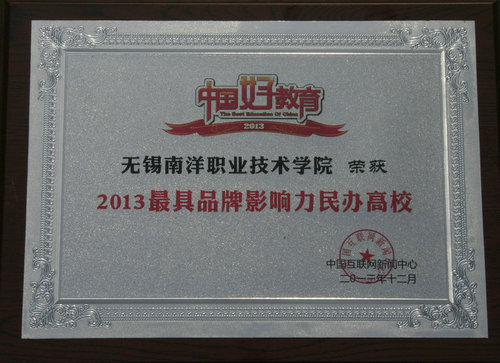 中国好教育
The Best Education Of China
2013
无锡南洋职业技术学院 荣获
2013最具品牌影响力民办高校
中国互联网新闻中心
二〇一三年十二月